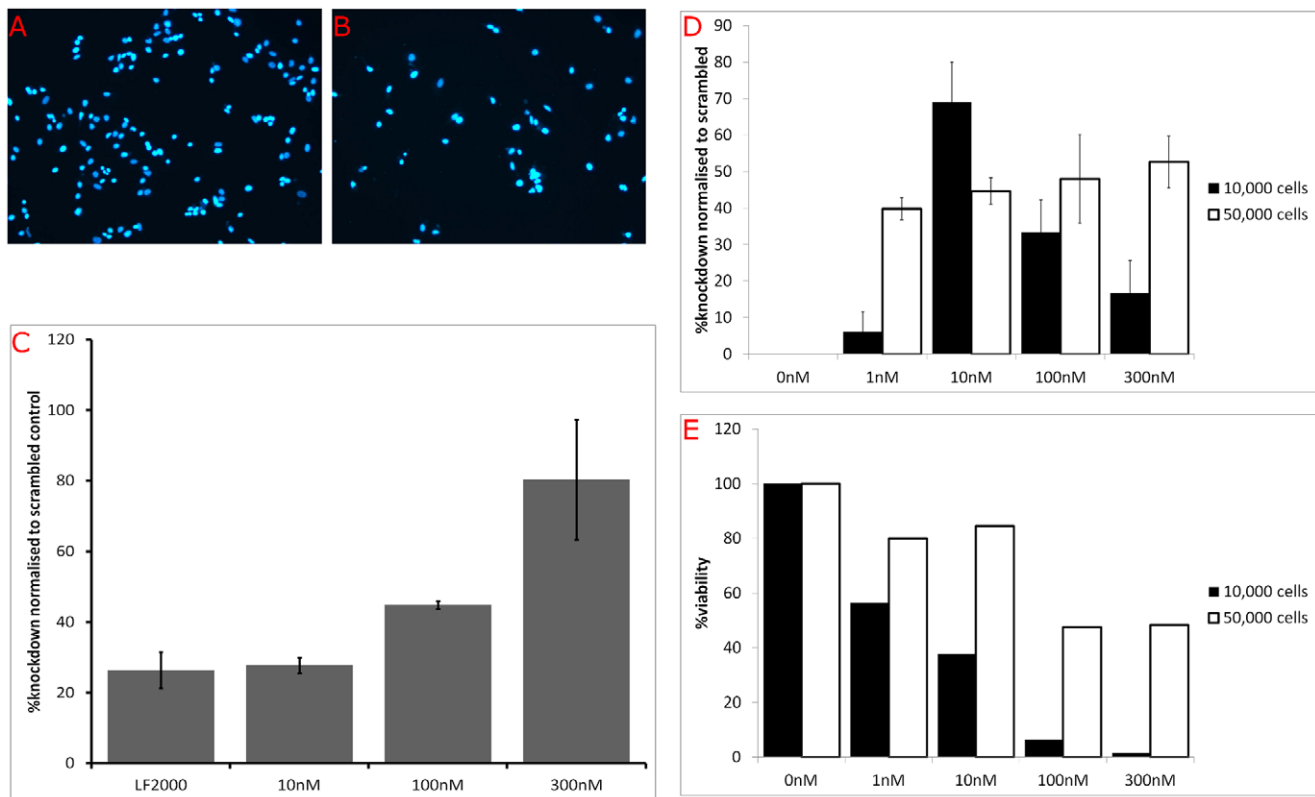 A
B
C
%knockdown normalised to scrambled control
120
100
80
60
40
20
0
LF2000 10nM 100nM 300nM
D
%knockdown normalised to scrambled
90
80
70
60
50
40
30
20
10
0
0nM 1nM 10nM 100nM 300nM
10,000 cells
50,000 cells
E
%viability
120
100
80
60
40
20
0
0nM 1nM 10nM 100nM 300nM
10,000 cells
50,000 cells